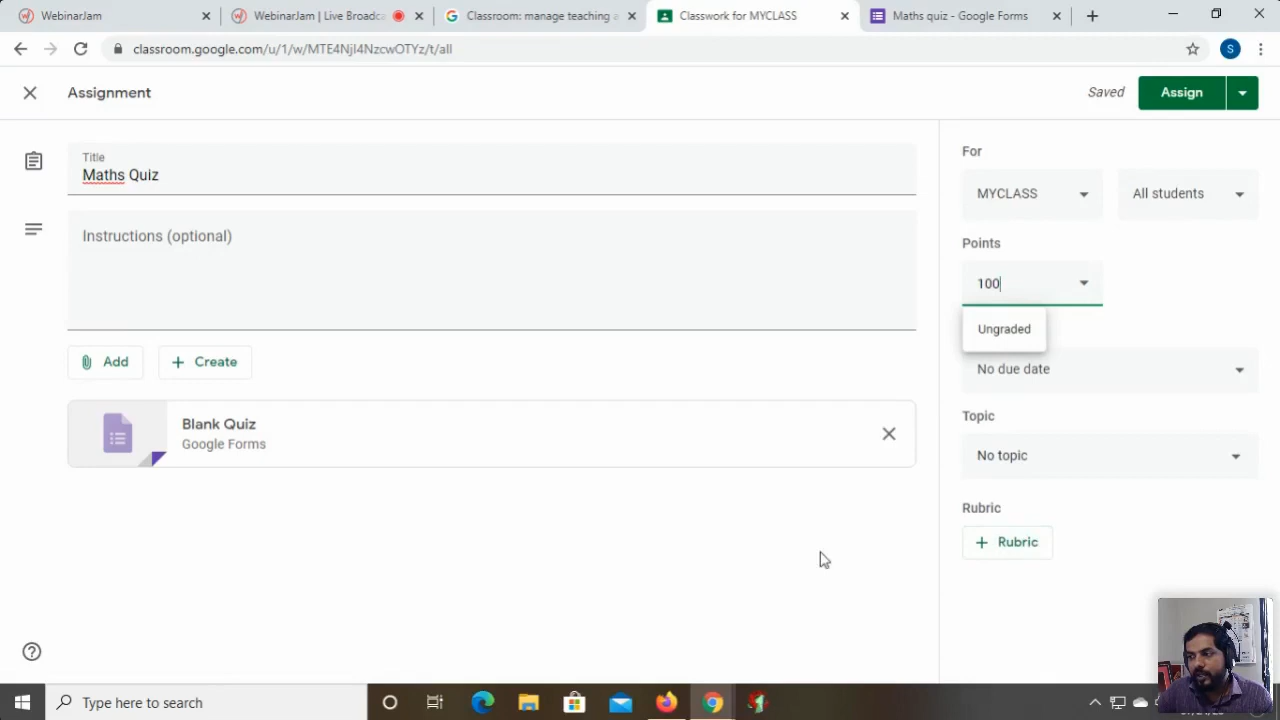 WinebinarJam
WebinarJam | Live Broadca
Classroom: manage teaching a
Classwork for MYCLASS
Maths quiz - Google Forms
classroom.google.com/u/1/w/MTE4NjI4NzcwOTYz/t/all
S
Assignment
Saved
Assign
Title
Maths Quiz
Instructions (optional)
Add
Create
Blank Quiz
Google Forms
For
MYCLASS
All students
Points
100
Ungraded
No due date
Topic
No topic
Rubric
Rubric
Type here to search